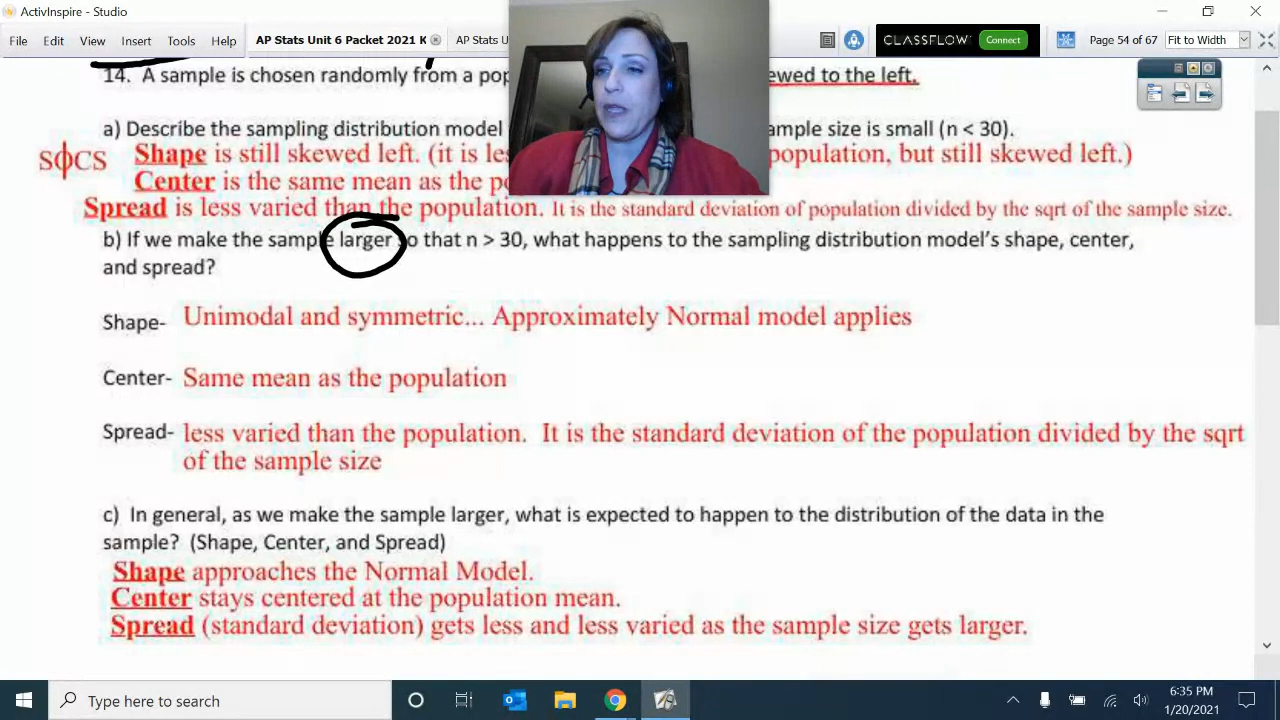 ActivInspire - Studio
File Edit View Insert Tools Help AP Stats Unit 6 Packet 2021 K AP Stats U CLASSFLOW Connect Page 54 of 67 Fit to Width
14. A sample is chosen randomly from a pop ewed to the left.
a) Describe the sampling distribution model ample size is small (n < 30).
SOCS Shape is still skewed left. (it is les population, but still skewed left.)
Center is the same mean as the po
Spread is less varied than the population. It is the standard deviation of population divided by the sqrt of the sample size.
b) If we make the sample larger so that n > 30, what happens to the sampling distribution model's shape, center,
and spread?
Shape- Unimodal and symmetric... Approximately Normal model applies
Center- Same mean as the population
Spread- less varied than the population. It is the standard deviation of the population divided by the sqrt
of the sample size
c) In general, as we make the sample larger, what is expected to happen to the distribution of the data in the
sample? (Shape, Center, and Spread)
Shape approaches the Normal Model.
Center stays centered at the population mean.
Spread (standard deviation) gets less and less varied as the sample size gets larger.
Type here to search
6:35 PM
1/20/2021